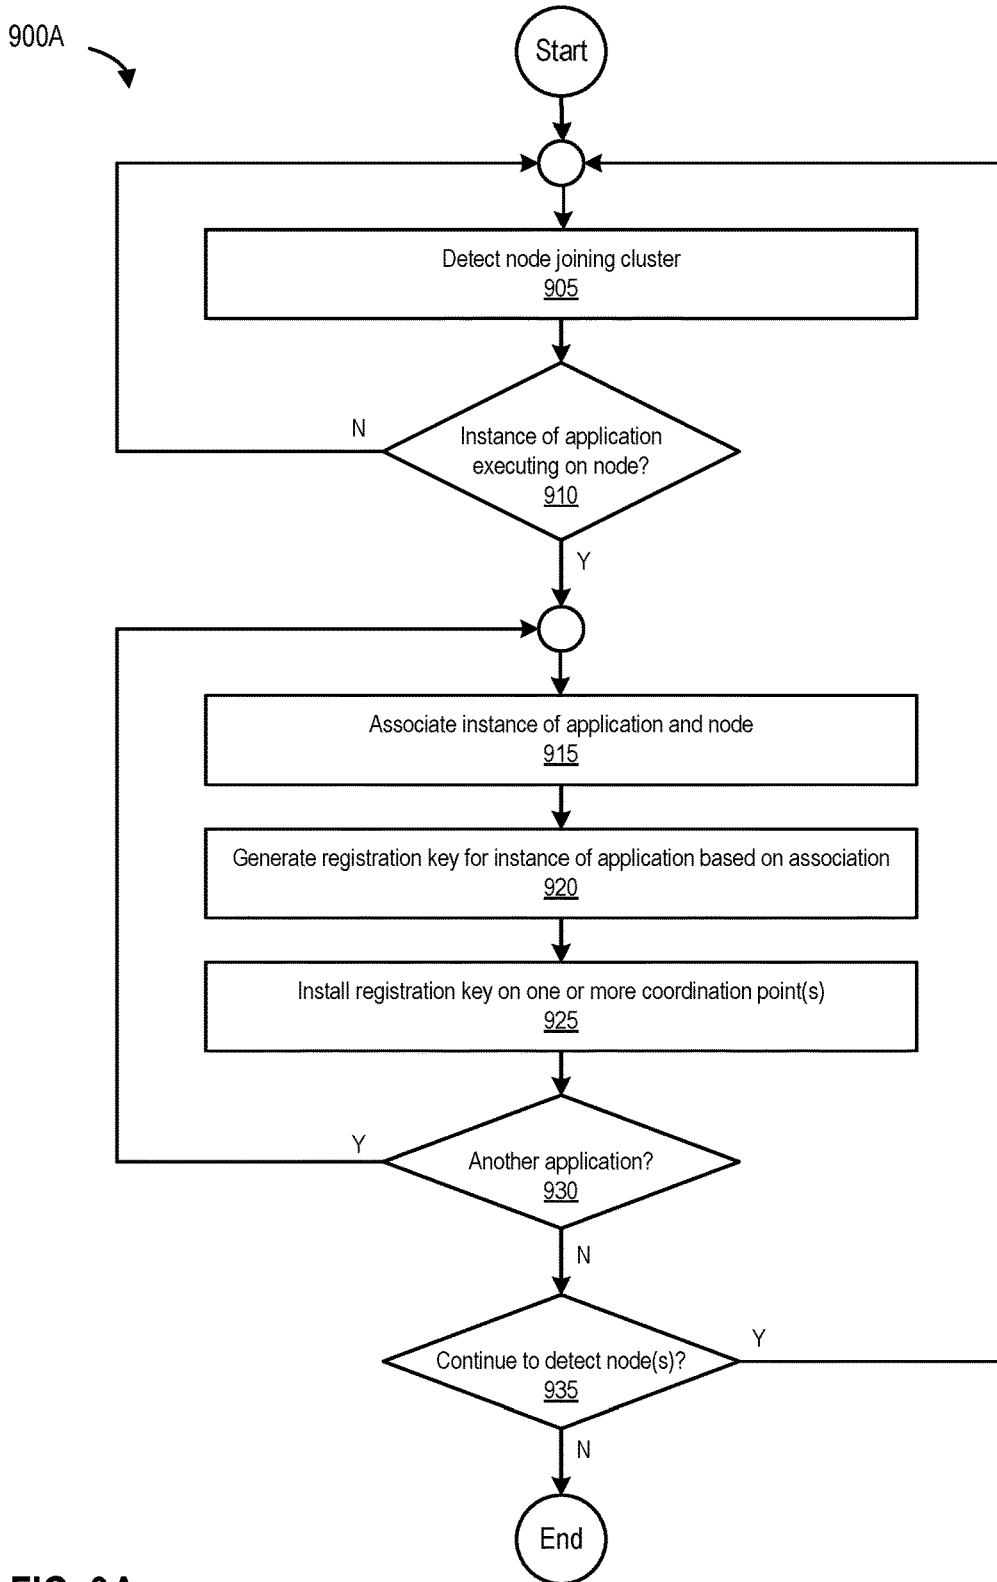 900A
Start
Detect node joining cluster
905
Instance of application
executing on node?
910
N
Y
Associate instance of application and node
915
Generate registration key for instance of application based on association
920
Install registration key on one or more coordination point(s)
925
Another application?
930
Y
N
Continue to detect node(s)?
935
Y
N
End